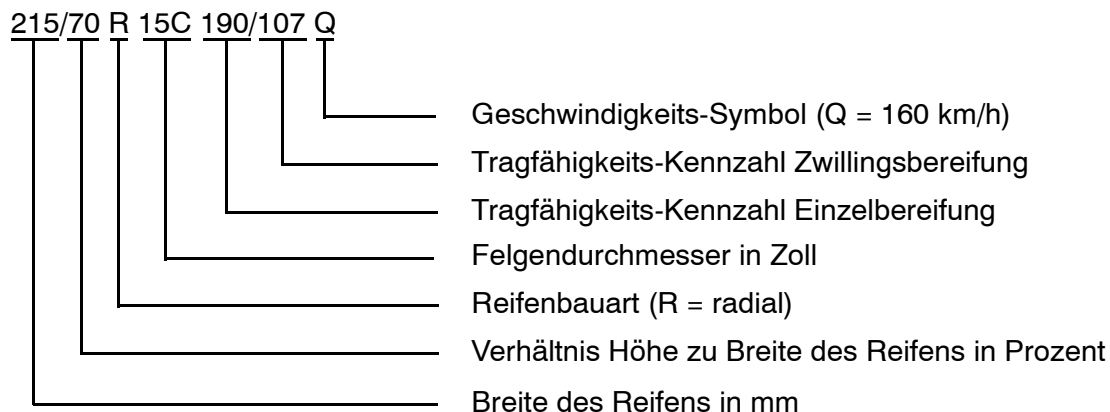 215/70 R 15C 190/107 Q
Geschwindigkeits-Symbol (Q = 160 km/h)
Tragfähigkeits-Kennzahl Zwillingsbereifung
Tragfähigkeits-Kennzahl Einzelbereifung
Felgendurchmesser in Zoll
Reifenbauart (R = radial)
Verhältnis Höhe zu Breite des Reifens in Prozent
Breite des Reifens in mm